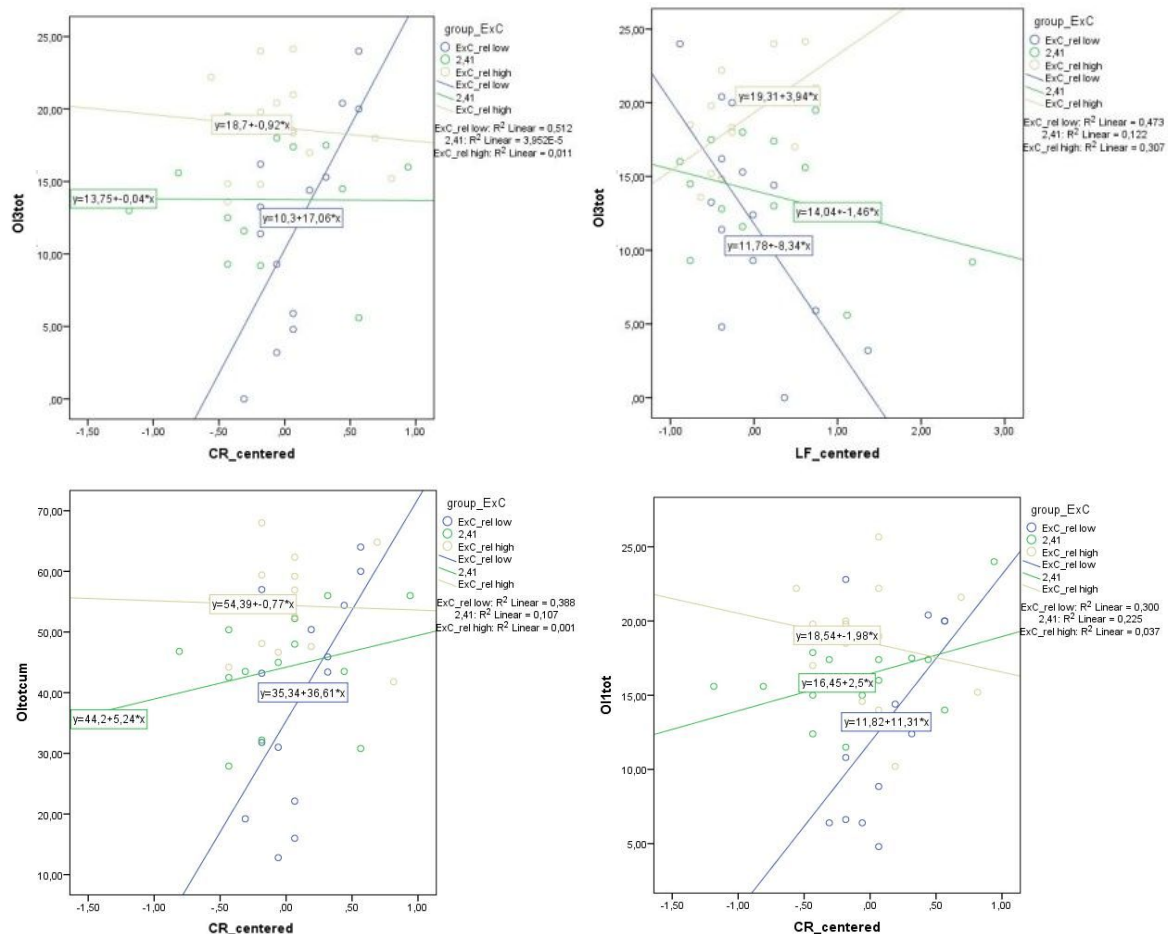 group_ExC
ExC_rel low
2,41
ExC_rel high
ExC_rel low
2,41
ExC_rel high
ExC_rel low: R² Linear = 0,512
2,41: R² Linear = 3,952E-5
ExC_rel high: R² Linear = 0,011
25,00
20,00
15,00
10,00
5,00
,00
OI3tot
y=18,7+-0,92*x
y=13,75+-0,04*x
y=10,3+17,06*x
-1,50
-1,00
-,50
,00
,50
1,00
CR_centered
group_ExC
ExC_rel low
2,41
ExC_rel high
ExC_rel low
2,41
ExC_rel high
ExC_rel low: R² Linear = 0,473
2,41: R² Linear = 0,122
ExC_rel high: R² Linear = 0,307
25,00
20,00
15,00
10,00
5,00
,00
OI3tot
y=19,31+3,94*x
y=14,04+-1,46*x
y=11,78+-8,34*x
-1,00
,00
1,00
2,00
3,00
LF_centered
group_ExC
ExC_rel low
2,41
ExC_rel high
ExC_rel low
2,41
ExC_rel high
ExC_rel low: R² Linear = 0,388
2,41: R² Linear = 0,107
ExC_rel high: R² Linear = 0,001
70,00
60,00
50,00
40,00
30,00
20,00
10,00
OItotcum
y=54,39+-0,77*x
y=35,34+36,61*x
y=44,2+5,24*x
-1,50
-1,00
-,50
,00
,50
1,00
CR_centered
group_ExC
ExC_rel low
2,41
ExC_rel high
ExC_rel low
2,41
ExC_rel high
ExC_rel low: R² Linear = 0,300
2,41: R² Linear = 0,225
ExC_rel high: R² Linear = 0,037
25,00
20,00
15,00
10,00
5,00
OI1tot
y=18,54+-1,98*x
y=16,45+2,5*x
y=11,82+11,31*x
-1,50
-1,00
-,50
,00
,50
1,00
CR_centered